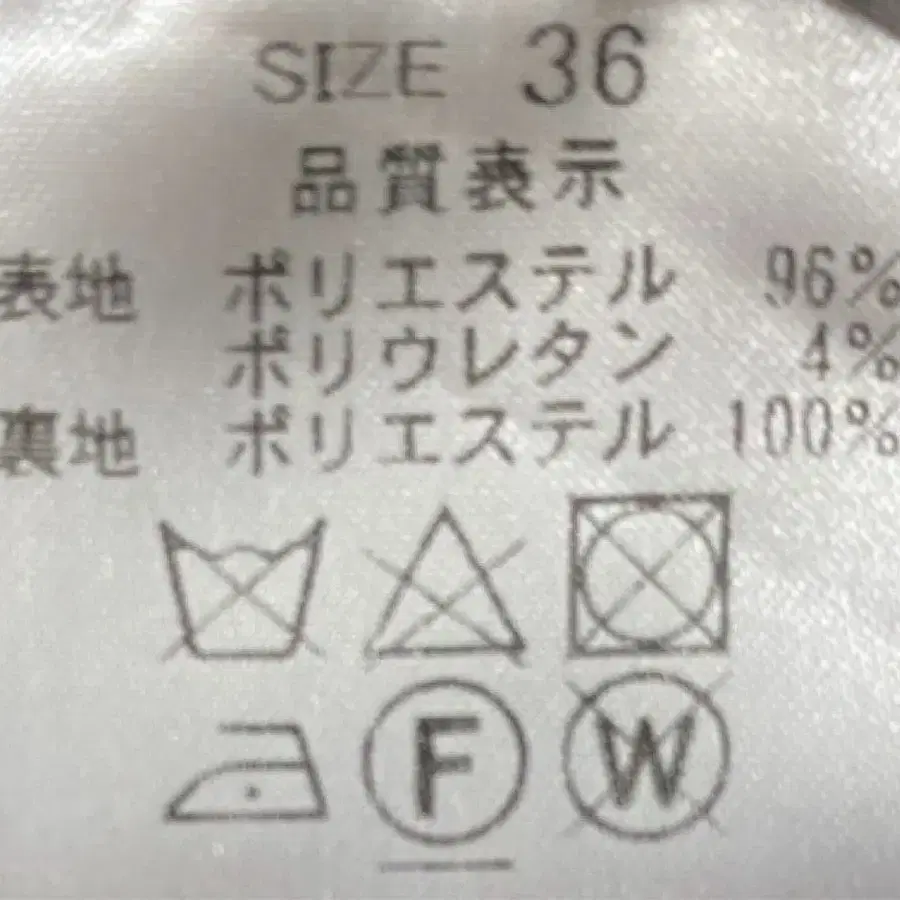 SIZE 36
品質表示
表地 ポリエステル 96%
ポリウレタン 4%
裏地 ポリエステル 100%
F W